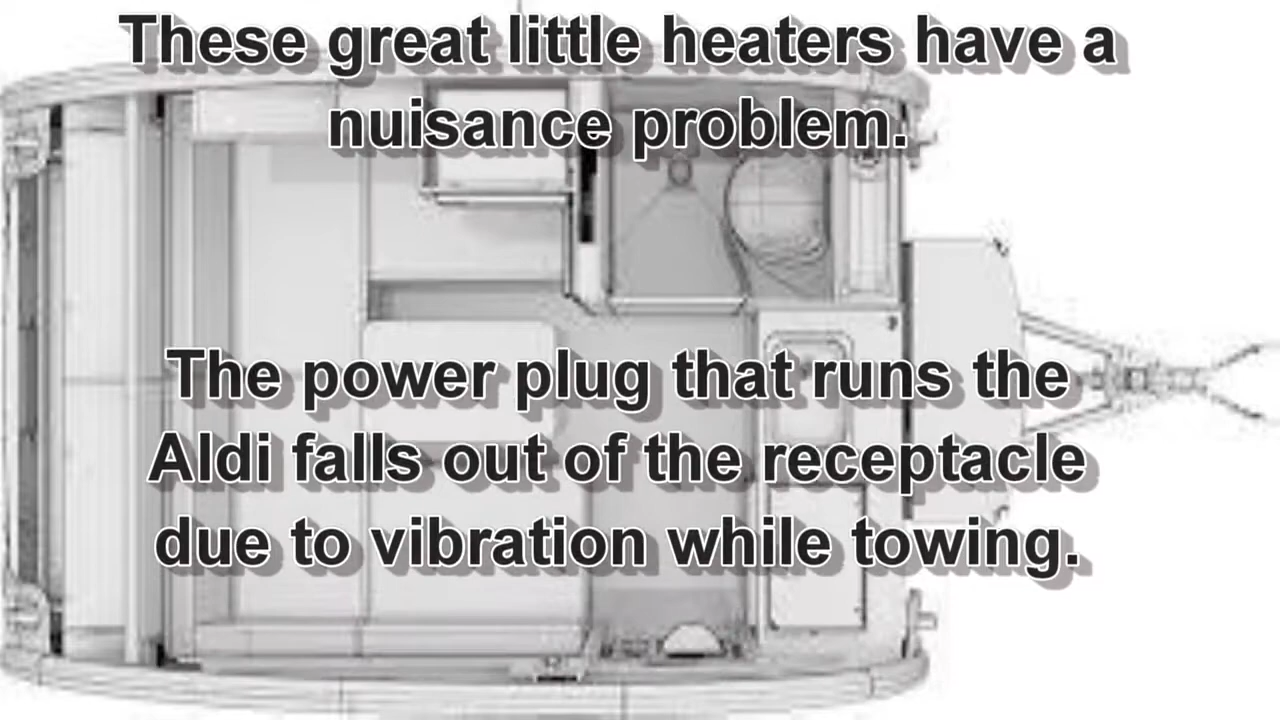 These great little heaters have a
nuisance problem.
The power plug that runs the
Aldi falls out of the receptacle
due to vibration while towing.